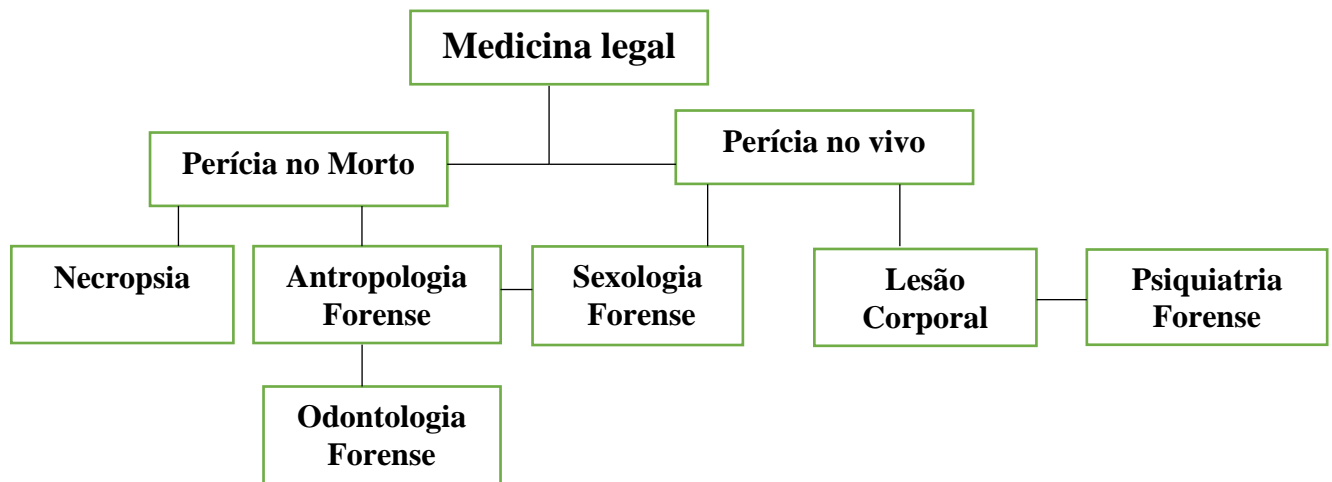 Medicina legal
Perícia no Morto
Perícia no vivo
Necropsia
Antropologia
Forense
Sexologia
Forense
Lesão
Corporal
Psiquiatria
Forense
Odontologia
Forense